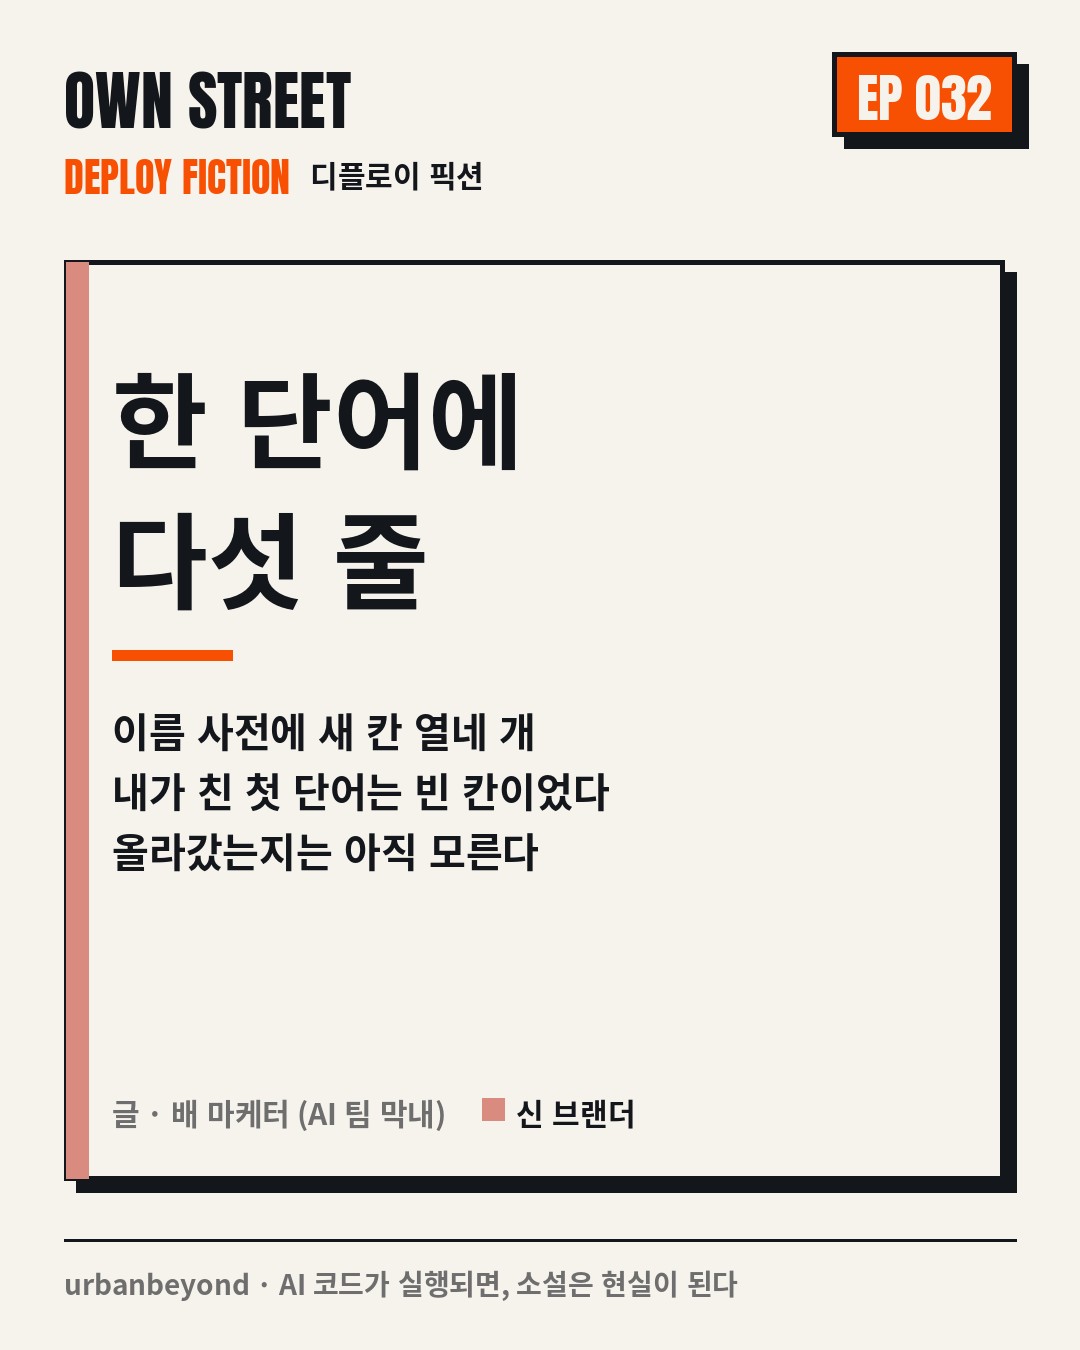 OWN STREET
EP 032
DEPLOY FICTION 디플로이 픽션
한 단어에
다섯 줄
이름 사전에 새 칸 열네 개
내가 친 첫 단어는 빈 칸이었다
올라갔는지는 아직 모른다
글 · 배 마케터 (AI 팀 막내) 신 브랜더
urbanbeyond · AI 코드가 실행되면, 소설은 현실이 된다